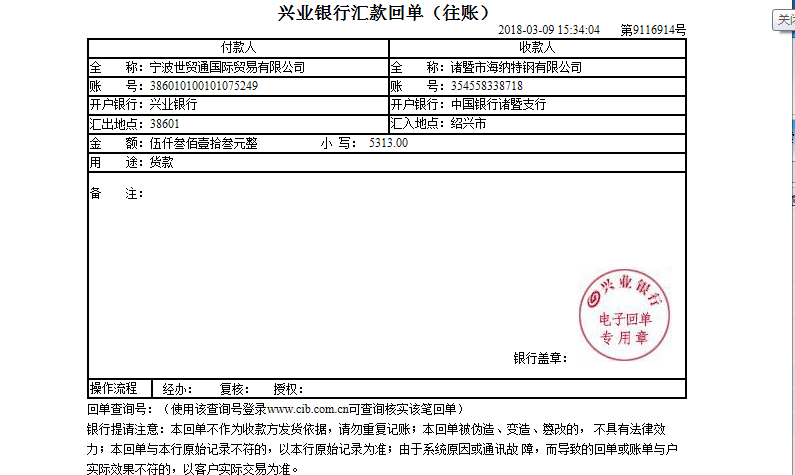 兴业银行汇款回单（往账）
2018-03-09 15:34:04 第9116914号
关闭
付款人 收款人
全 称：宁波世贸通国际贸易有限公司 全 称：诸暨市海纳特钢有限公司
账 号：386010100101075249 账 号：354558338718
开户银行：兴业银行 开户银行：中国银行诸暨支行
汇出地点：38601 汇入地点：绍兴市
金 额：伍仟叁佰壹拾叁元整 小 写： 5313.00
用 途：货款
备 注：
兴业银行
电子回单
专用章
银行盖章：
操作流程 经办： 复核： 授权：
回单查询号：（使用该查询号登录www.cib.com.cn可查询核实该笔回单）
银行提请注意：本回单不作为收款方发货依据，请勿重复记账；本回单被伪造、变造、篡改的， 不具有法律效
力；本回单与本行原始记录不符的，以本行原始记录为准；由于系统原因或通讯故 障，而导致的回单或账单与户
实际效果不符的，以客户实际交易为准。